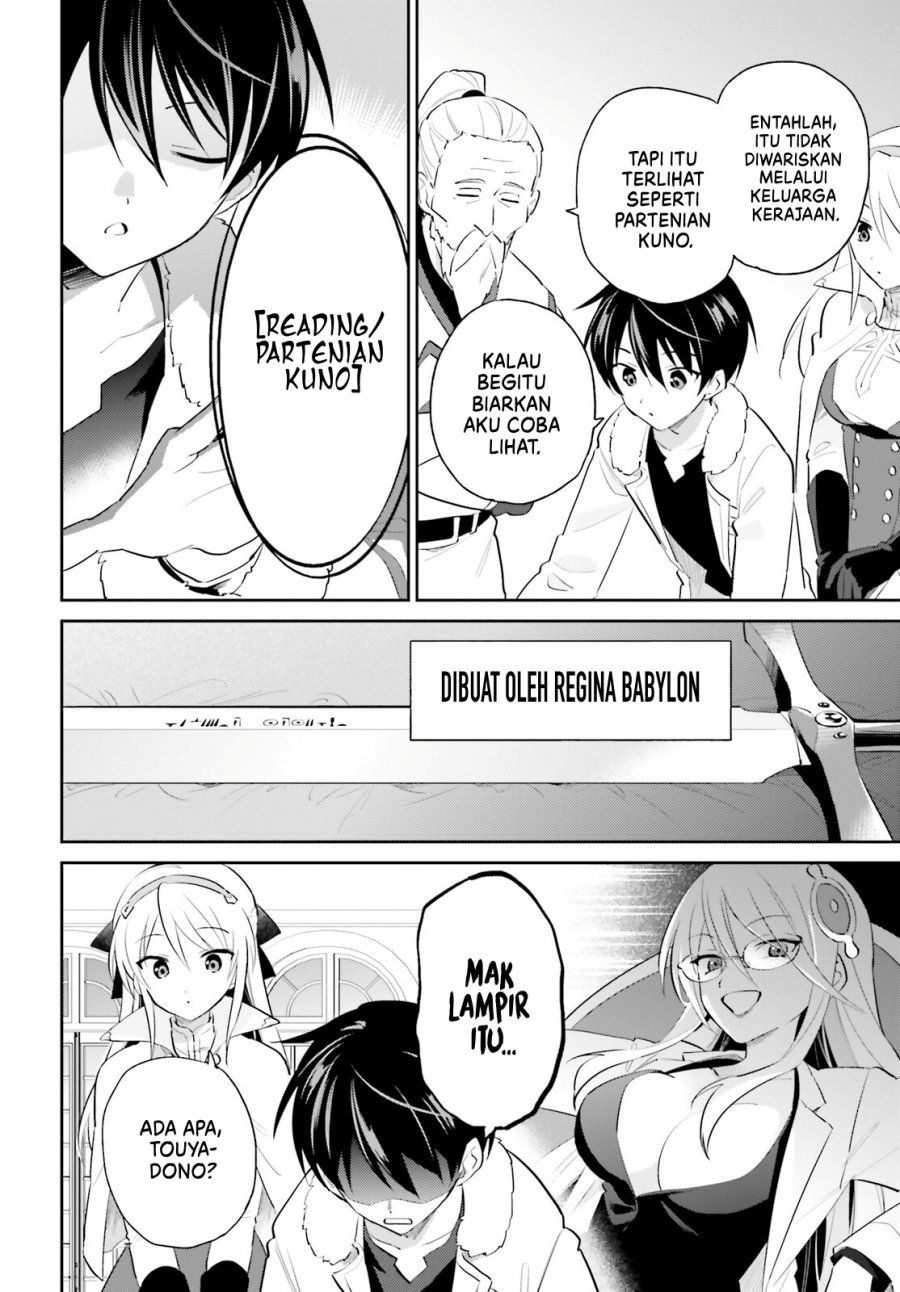 ENTAHLAH,
ITU TIDAK
DIWARISKAN
MELALUI
KELUARGA
KERAJAAN.
TAPI ITU
TERLIHAT
SEPERTI
PARTENIAN
KUNO.
KALAU
BEGITU
BIARKAN
AKU COBA
LIHAT.
[READING/
PARTENIAN
KUNO]
DIBUAT OLEH REGINA BABYLON
MAK
LAMPIR
ITU...
ADA APA,
TOUYA-
DONO?